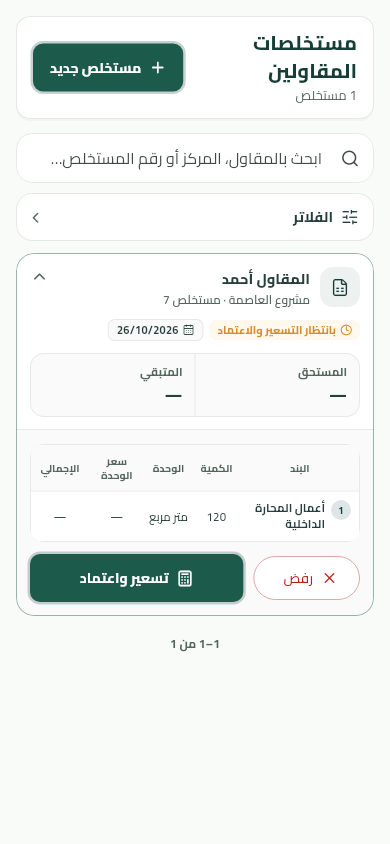 مستخلصات
المقاولين
1 مستخلص
مستخلص جديد
ابحث بالمقاول، المركز أو رقم المستخلص...
الفلاتر
المقاول أحمد
مشروع العاصمة · مستخلص 7
بانتظار التسعير والاعتماد
26/10/2026
المستحق
—
المتبقي
—
البند الكمية الوحدة سعر الوحدة الإجمالي
1 أعمال المحارة الداخلية 120 متر مربع — —
رفض
تسعير واعتماد
1–1 من 1